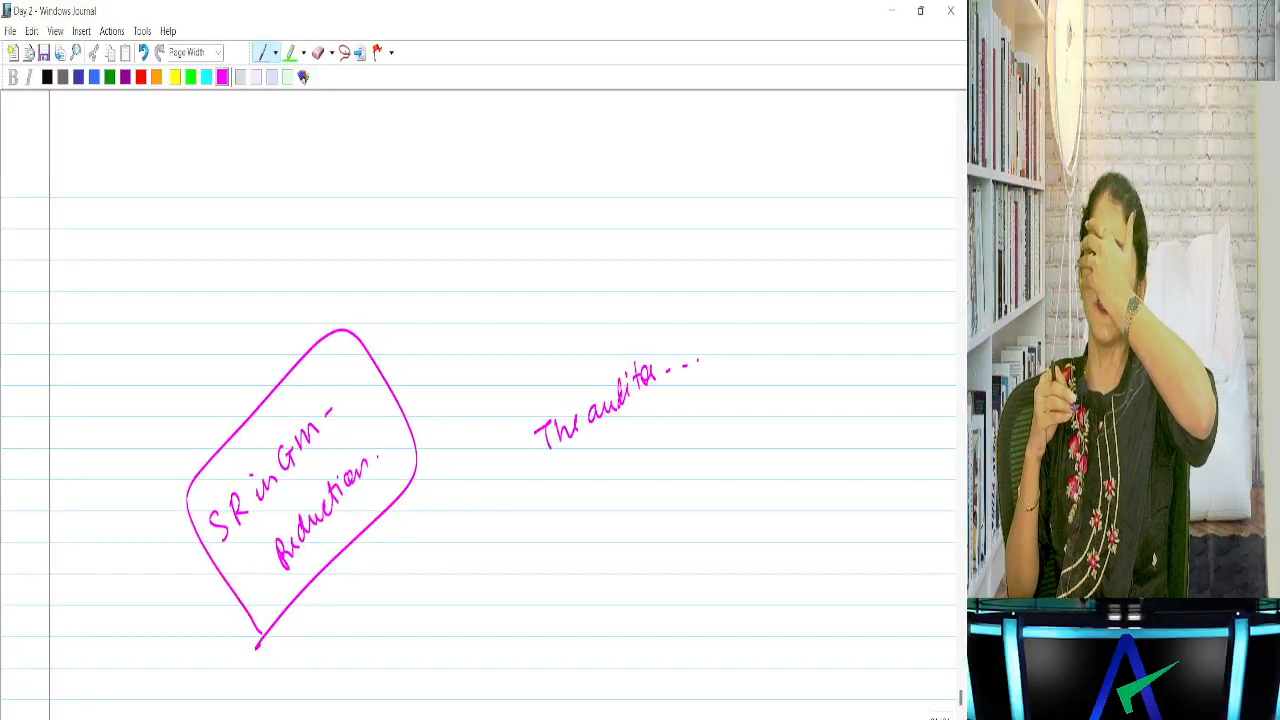 Day 2 - Windows Journal
File Edit View Insert Actions Tools Help
Page Width
B I
SR in GM -
Reduction.
The auditor - - -